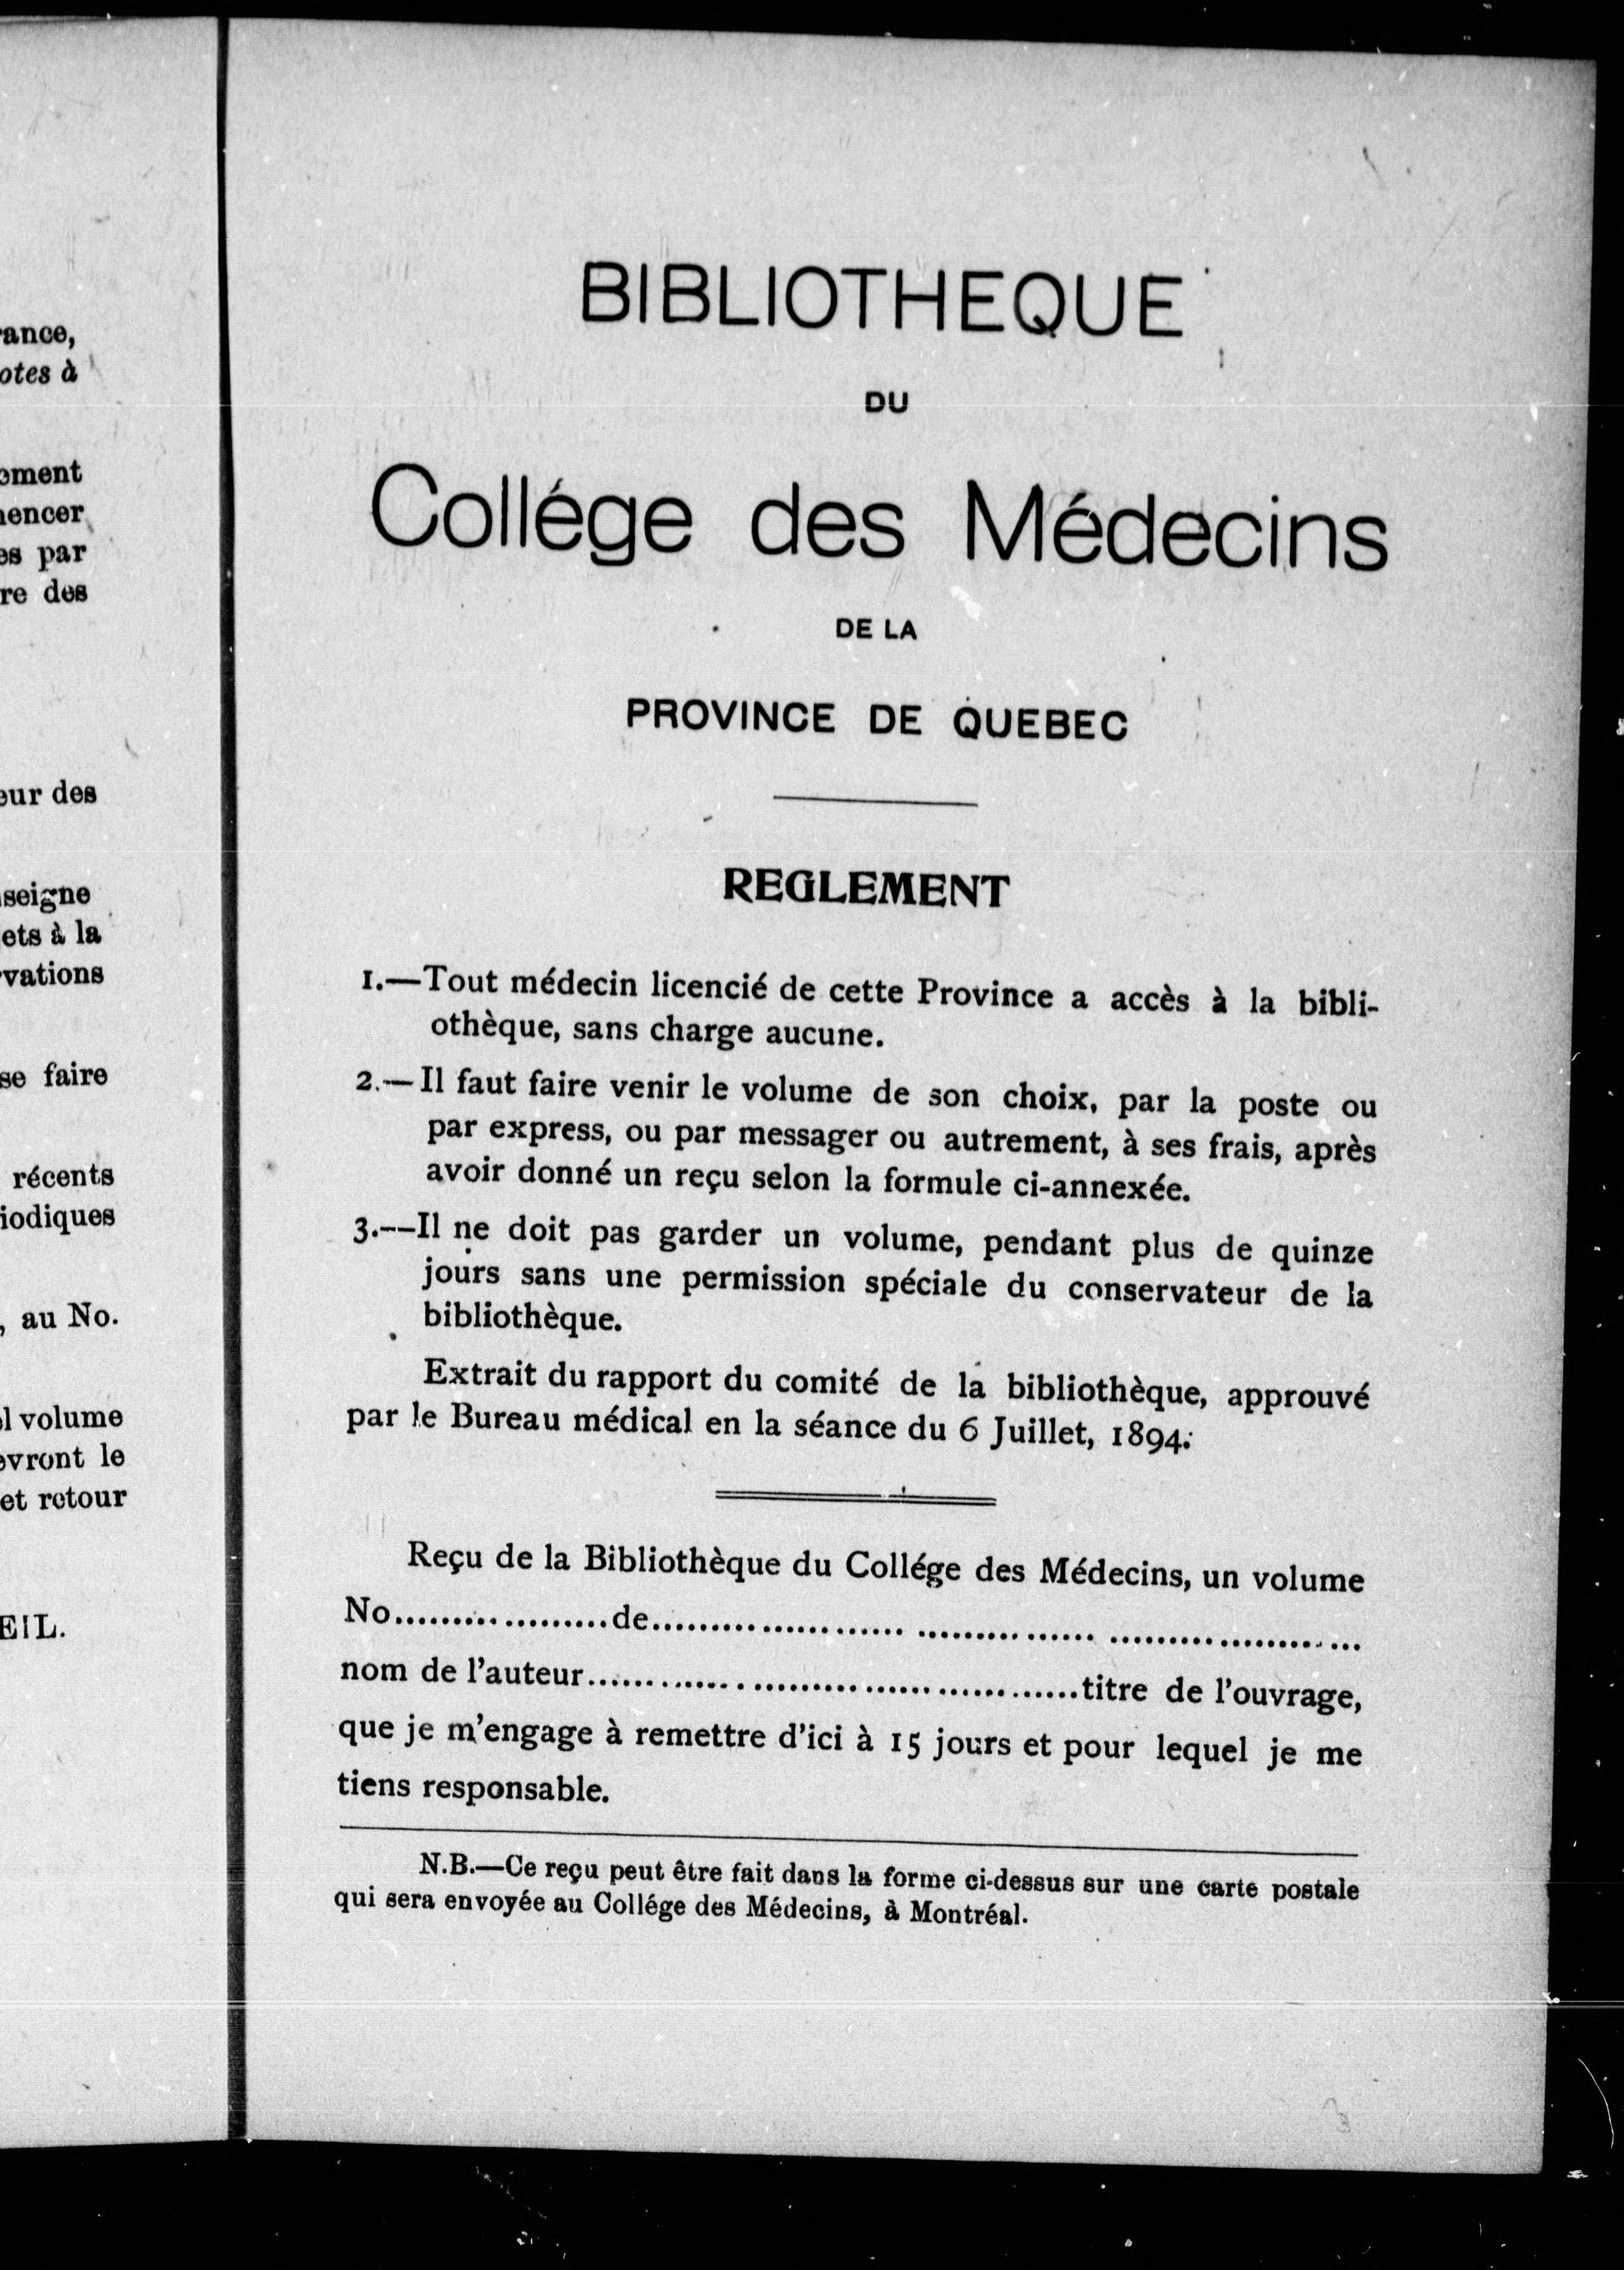 rance,
otes à
ement
mencer
es par
re des
eur des
seigne
ets à la
vations
se faire
récents
iodiques
, au No.
l volume
evront le
et retour
EIL.
BIBLIOTHEQUE
DU
Collége des Médecins
DE LA
PROVINCE DE QUEBEC
REGLEMENT
1.—Tout médecin licencié de cette Province a accès à la bibli-
othèque, sans charge aucune.
2.—Il faut faire venir le volume de son choix, par la poste ou
par express, ou par messager ou autrement, à ses frais, après
avoir donné un reçu selon la formule ci-annexée.
3.—Il ne doit pas garder un volume, pendant plus de quinze
jours sans une permission spéciale du conservateur de la
bibliothèque.
Extrait du rapport du comité de la bibliothèque, approuvé
par le Bureau médical en la séance du 6 Juillet, 1894.
Reçu de la Bibliothèque du Collége des Médecins, un volume
No..................de............................................................
nom de l'auteur..........................................titre de l'ouvrage,
que je m'engage à remettre d'ici à 15 jours et pour lequel je me
tiens responsable.
N.B.—Ce reçu peut être fait dans la forme ci-dessus sur une carte postale
qui sera envoyée au Collége des Médecins, à Montréal.